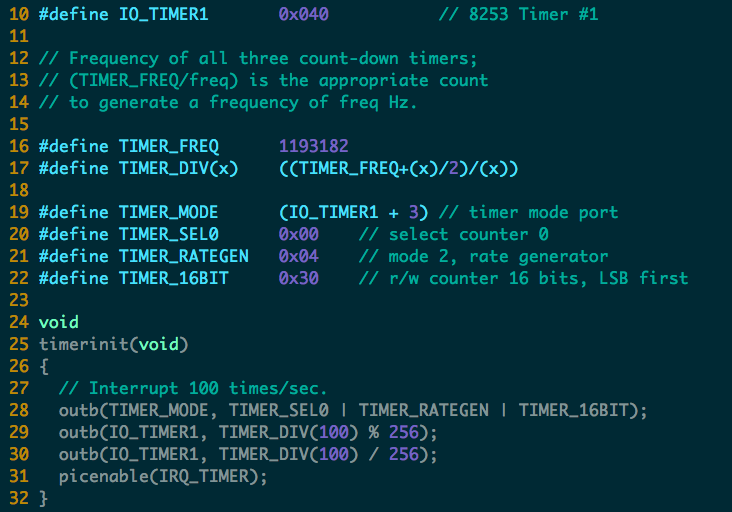 10 #define IO_TIMER1       0x040           // 8253 Timer #1
11
12 // Frequency of all three count-down timers;
13 // (TIMER_FREQ/freq) is the appropriate count
14 // to generate a frequency of freq Hz.
15
16 #define TIMER_FREQ      1193182
17 #define TIMER_DIV(x)    ((TIMER_FREQ+(x)/2)/(x))
18
19 #define TIMER_MODE      (IO_TIMER1 + 3) // timer mode port
20 #define TIMER_SEL0      0x00    // select counter 0
21 #define TIMER_RATEGEN   0x04    // mode 2, rate generator
22 #define TIMER_16BIT     0x30    // r/w counter 16 bits, LSB first
23
24 void
25 timerinit(void)
26 {
27   // Interrupt 100 times/sec.
28   outb(TIMER_MODE, TIMER_SEL0 | TIMER_RATEGEN | TIMER_16BIT);
29   outb(IO_TIMER1, TIMER_DIV(100) % 256);
30   outb(IO_TIMER1, TIMER_DIV(100) / 256);
31   picenable(IRQ_TIMER);
32 }